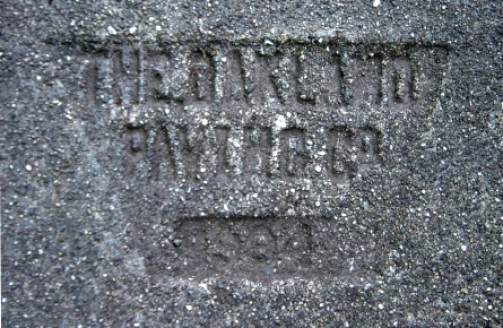 THE OAKLAND
PAVING CO